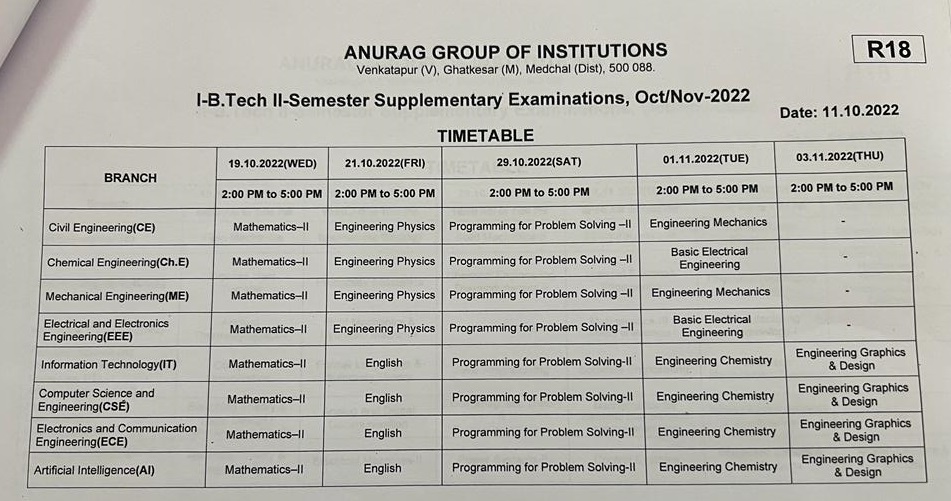 R18
ANURAG GROUP OF INSTITUTIONS
Venkatapur (V), Ghatkesar (M), Medchal (Dist), 500 088.
I-B.Tech II-Semester Supplementary Examinations, Oct/Nov-2022
Date: 11.10.2022
TIMETABLE
BRANCH
19.10.2022(WED) 21.10.2022(FRI) 29.10.2022(SAT) 01.11.2022(TUE) 03.11.2022(THU)
2:00 PM to 5:00 PM 2:00 PM to 5:00 PM 2:00 PM to 5:00 PM 2:00 PM to 5:00 PM 2:00 PM to 5:00 PM
Civil Engineering(CE) Mathematics–II Engineering Physics Programming for Problem Solving –II Engineering Mechanics -
Chemical Engineering(Ch.E) Mathematics–II Engineering Physics Programming for Problem Solving –II Basic Electrical
Engineering -
Mechanical Engineering(ME) Mathematics–II Engineering Physics Programming for Problem Solving –II Engineering Mechanics -
Electrical and Electronics
Engineering(EEE) Mathematics–II Engineering Physics Programming for Problem Solving –II Basic Electrical
Engineering -
Information Technology(IT) Mathematics–II English Programming for Problem Solving-II Engineering Chemistry Engineering Graphics
& Design
Computer Science and
Engineering(CSE) Mathematics–II English Programming for Problem Solving-II Engineering Chemistry Engineering Graphics
& Design
Electronics and Communication
Engineering(ECE) Mathematics–II English Programming for Problem Solving-II Engineering Chemistry Engineering Graphics
& Design
Artificial Intelligence(AI) Mathematics–II English Programming for Problem Solving-II Engineering Chemistry Engineering Graphics
& Design